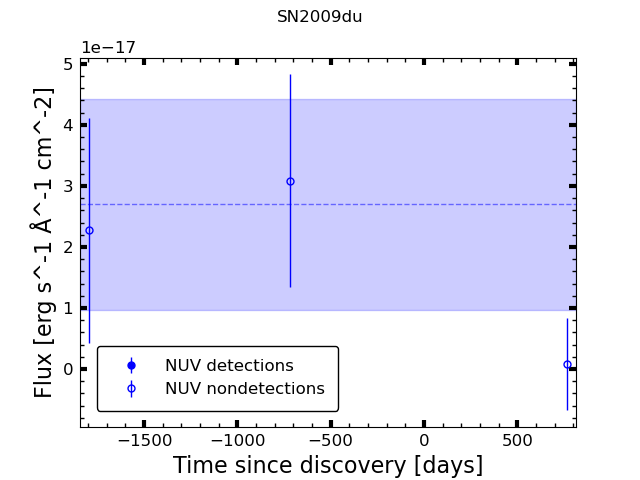 SN2009du
1e−17
5
4
3
2
1
0
Flux [erg s^-1 Å^-1 cm^-2]
NUV detections
NUV nondetections
−1500 −1000 −500 0 500
Time since discovery [days]